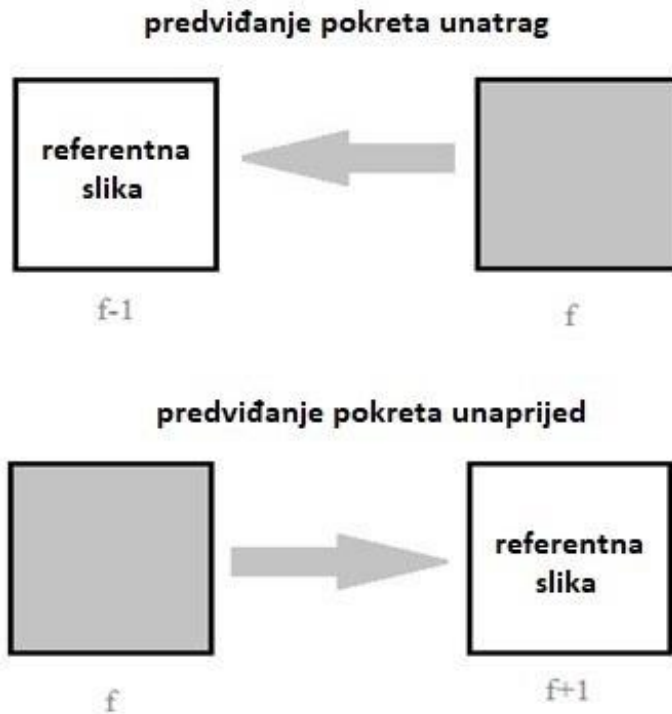 predviđanje pokreta unatrag
referentna
slika
f-1
f
predviđanje pokreta unaprijed
referentna
slika
f
f+1